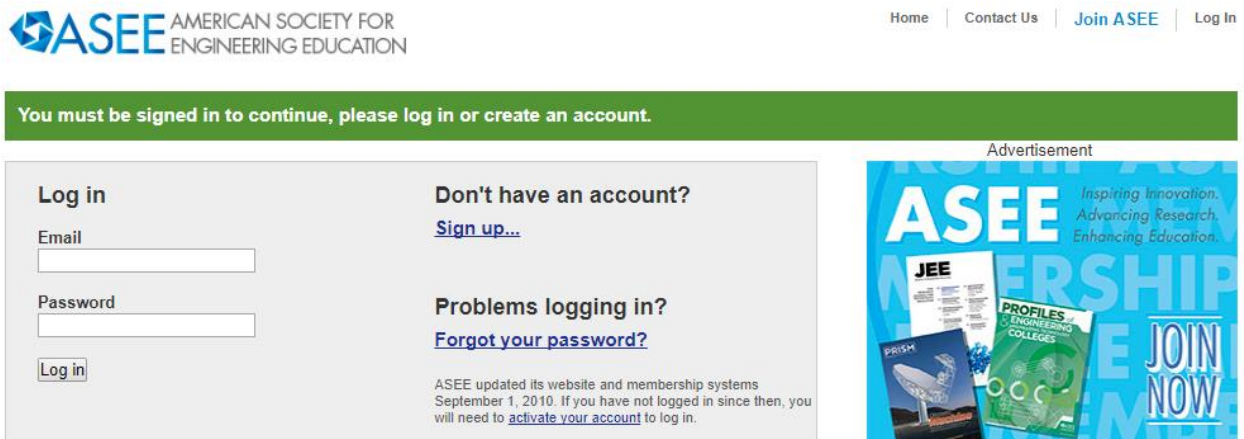 ASEE AMERICAN SOCIETY FOR
ENGINEERING EDUCATION
Home
Contact Us
Join ASEE
Log In
You must be signed in to continue, please log in or create an account.
Log in
Email
Password
Log in
Don't have an account?
Sign up...
Problems logging in?
Forgot your password?
ASEE updated its website and membership systems
September 1, 2010. If you have not logged in since then, you
will need to activate your account to log in.
Advertisement
ASEE
Inspiring Innovation.
Advancing Research.
Enhancing Education.
JEE
PROFILES of
ENGINEERING
COLLEGES
PRISM
JOIN
NOW